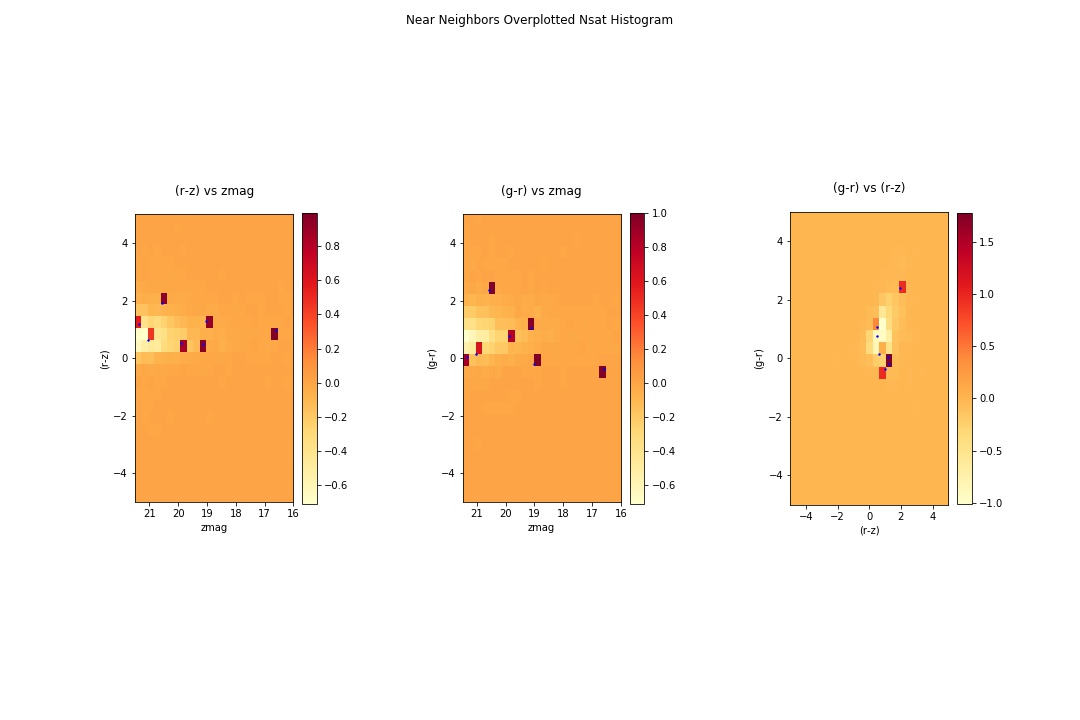 Near Neighbors Overplotted Nsat Histogram
(r-z) vs zmag
(r-z)
4
2
0
−2
−4
21 20 19 18 17 16
zmag
0.8
0.6
0.4
0.2
0.0
−0.2
−0.4
−0.6
(g-r) vs zmag
(g-r)
4
2
0
−2
−4
21 20 19 18 17 16
zmag
1.0
0.8
0.6
0.4
0.2
0.0
−0.2
−0.4
−0.6
(g-r) vs (r-z)
(g-r)
4
2
0
−2
−4
−4 −2 0 2 4
(r-z)
1.5
1.0
0.5
0.0
−0.5
−1.0